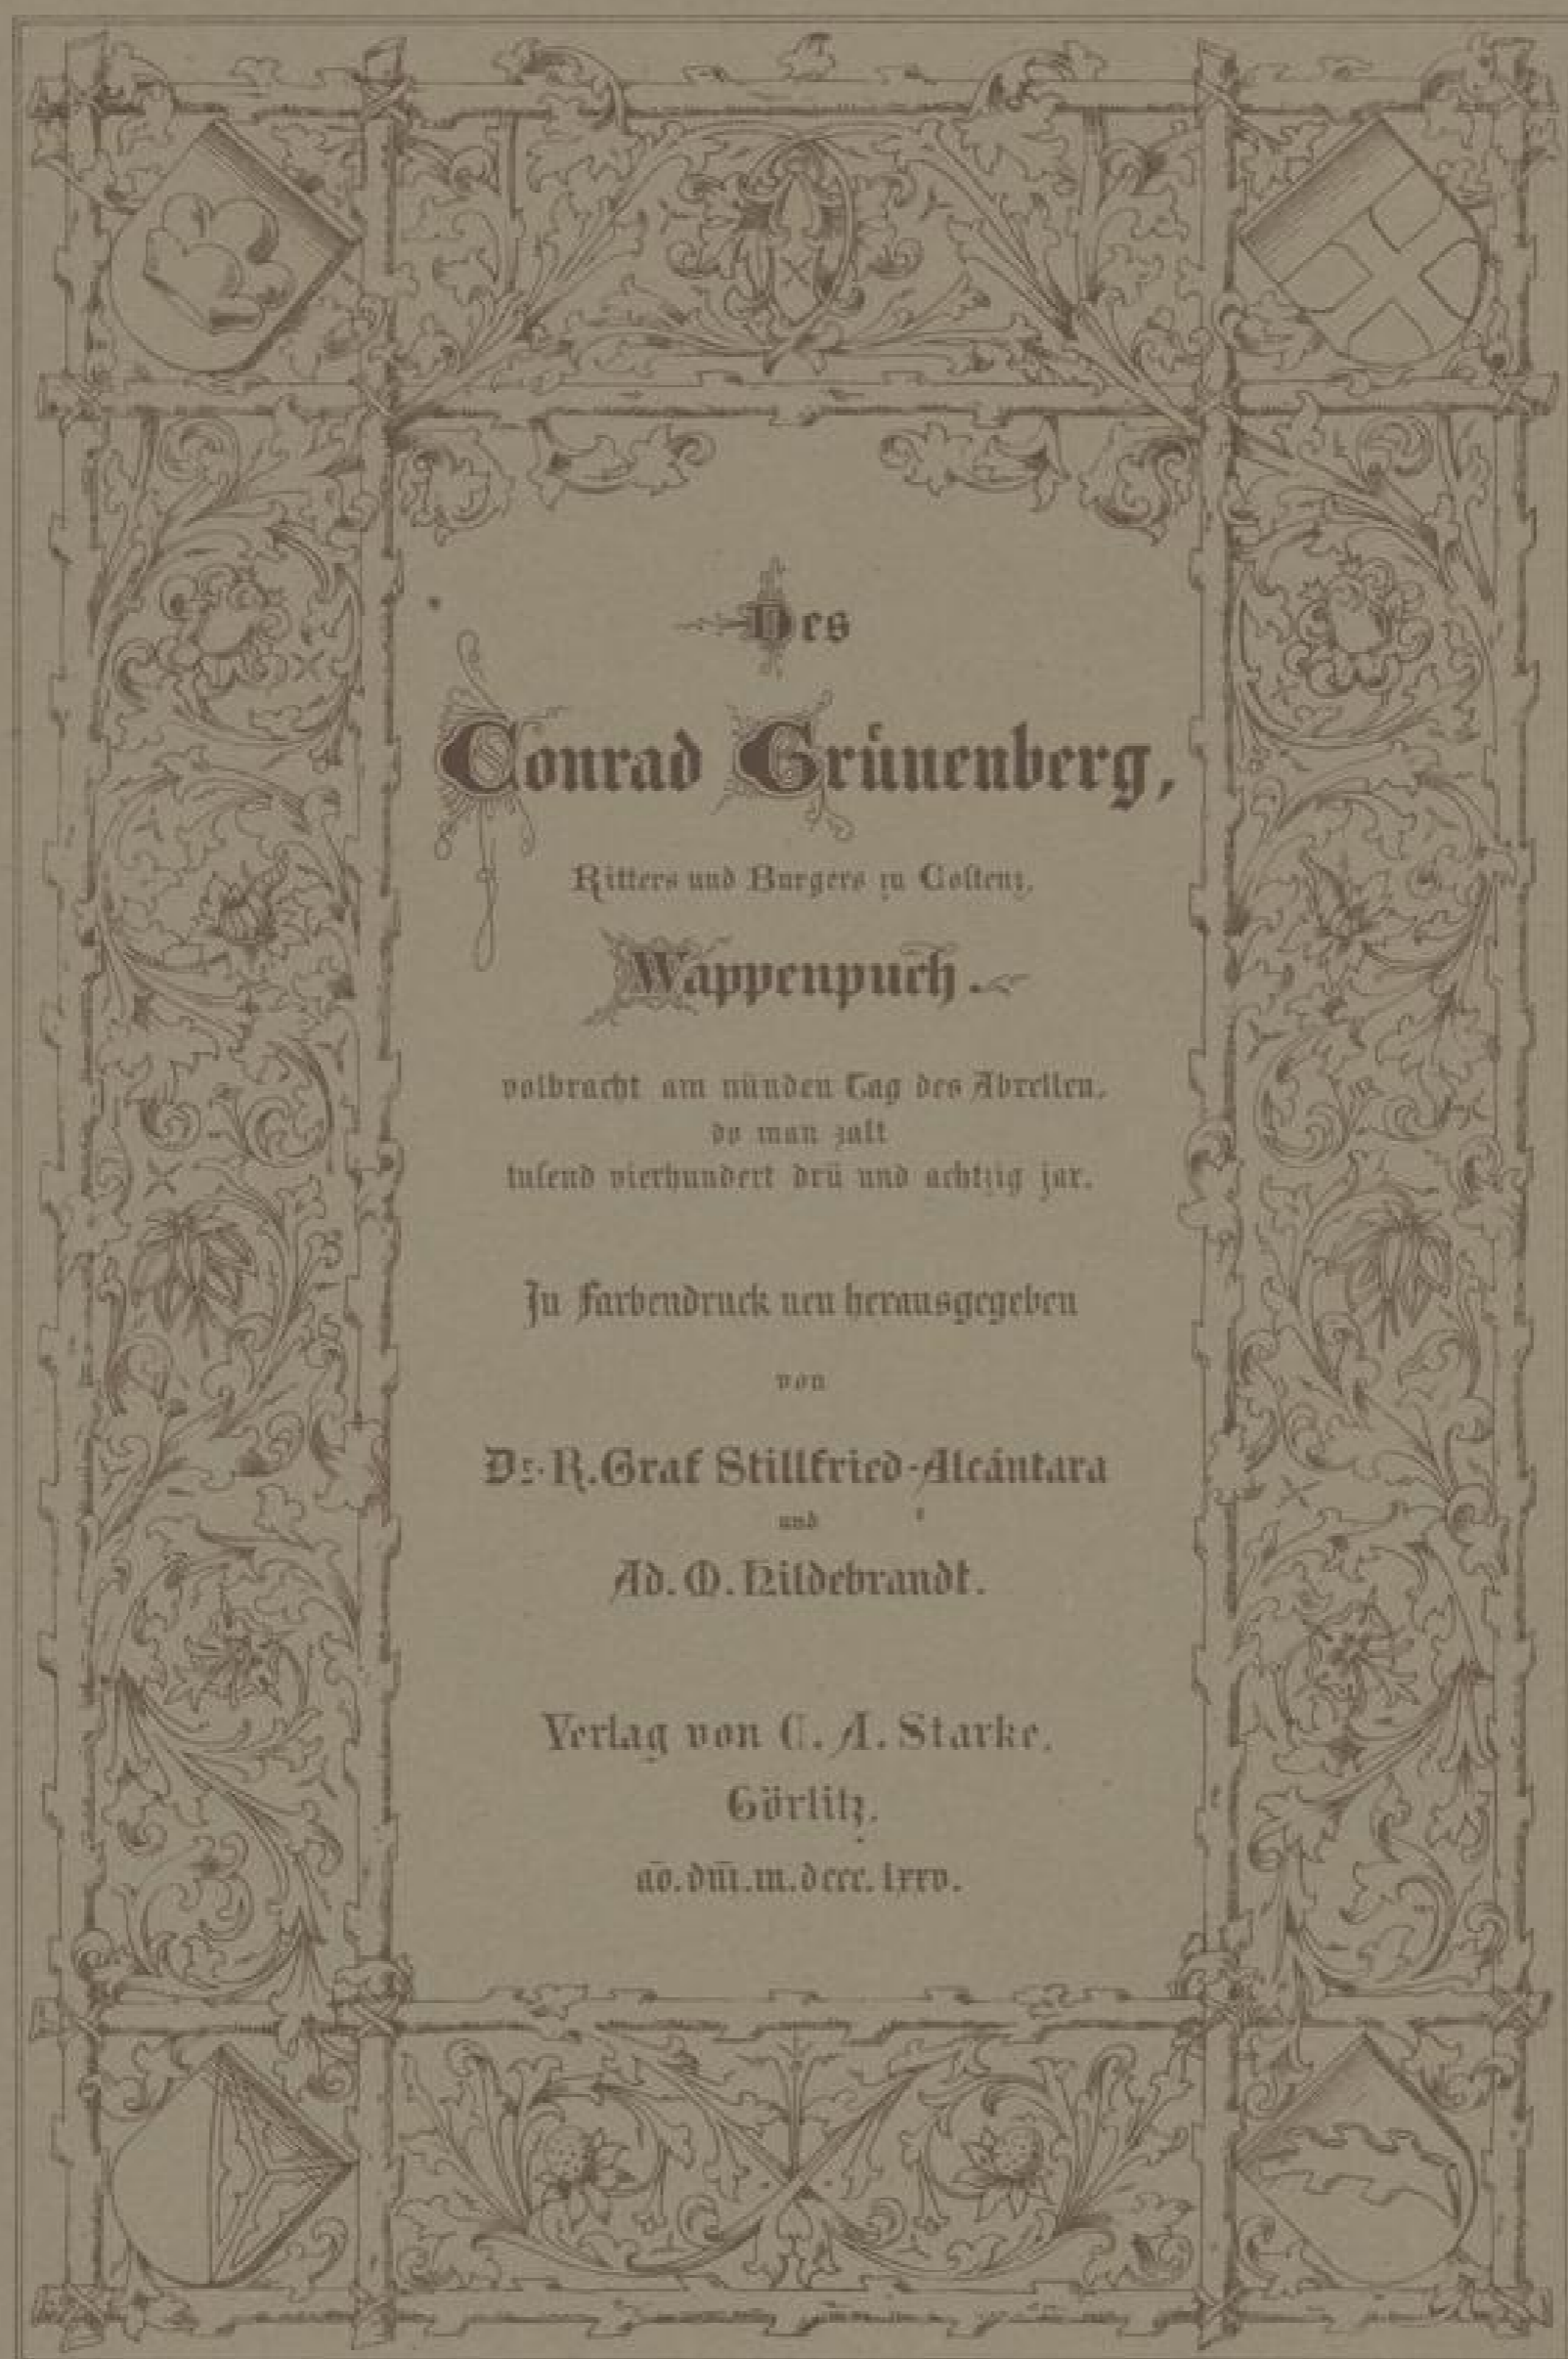 Des
Conrad Grünenberg,
Ritters und Burgers zu Costenz,
Wappenpuch.
volbracht am nünden Tag des Abrellen,
do man zalt
tusend vierhundert drü und achtzig jar.
In Farbendruck neu herausgegeben
von
Dr. R. Graf Stillfried-Alcántara
und
Ad. M. Hildebrandt.
Verlag von C. A. Starke.
Görlitz.
aō. dm̄. m. dccc. lxxv.